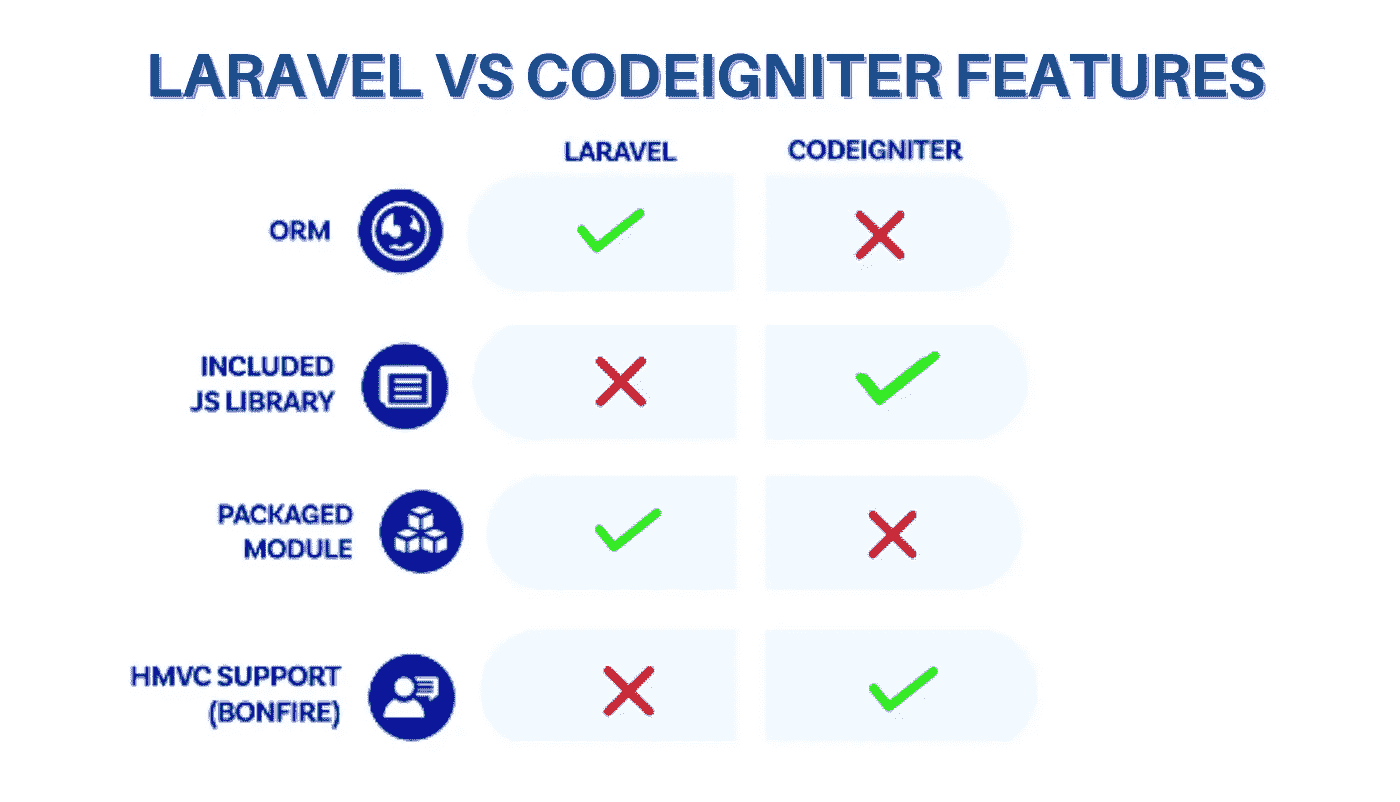 LARAVEL VS CODEIGNITER FEATURES
LARAVEL CODEIGNITER
ORM
INCLUDED
JS LIBRARY
PACKAGED
MODULE
HMVC SUPPORT
(BONFIRE)